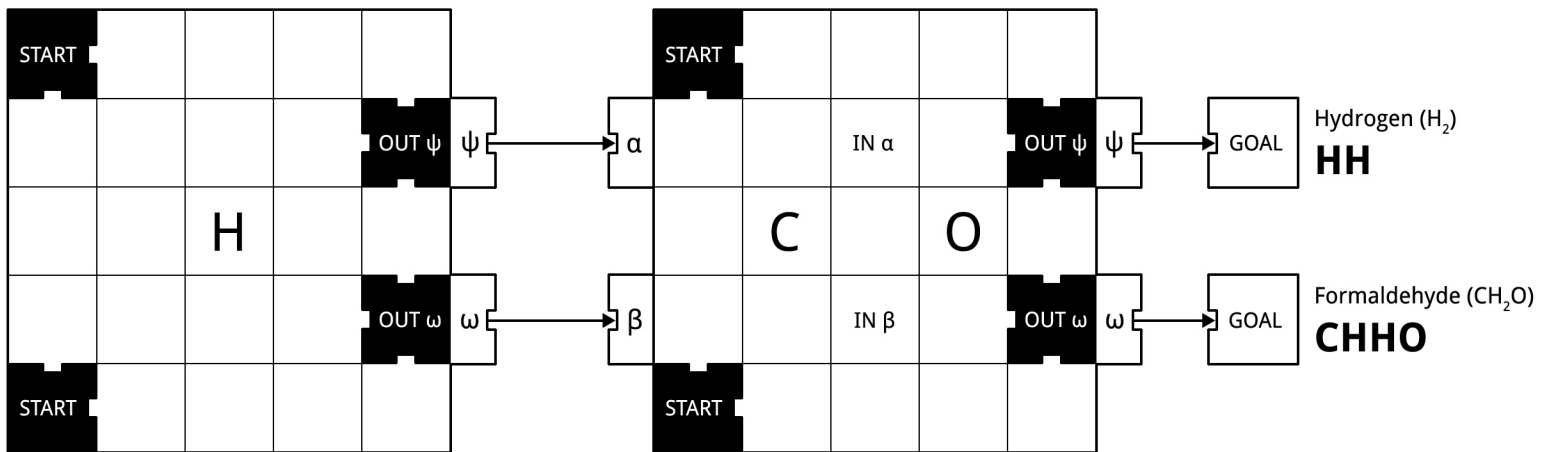 START
START
OUT ψ
ψ
α
IN α
OUT ψ
ψ
GOAL
Hydrogen (H₂)
HH
H
C
O
OUT ω
ω
β
IN β
OUT ω
ω
GOAL
Formaldehyde (CH₂O)
CHHO
START
START